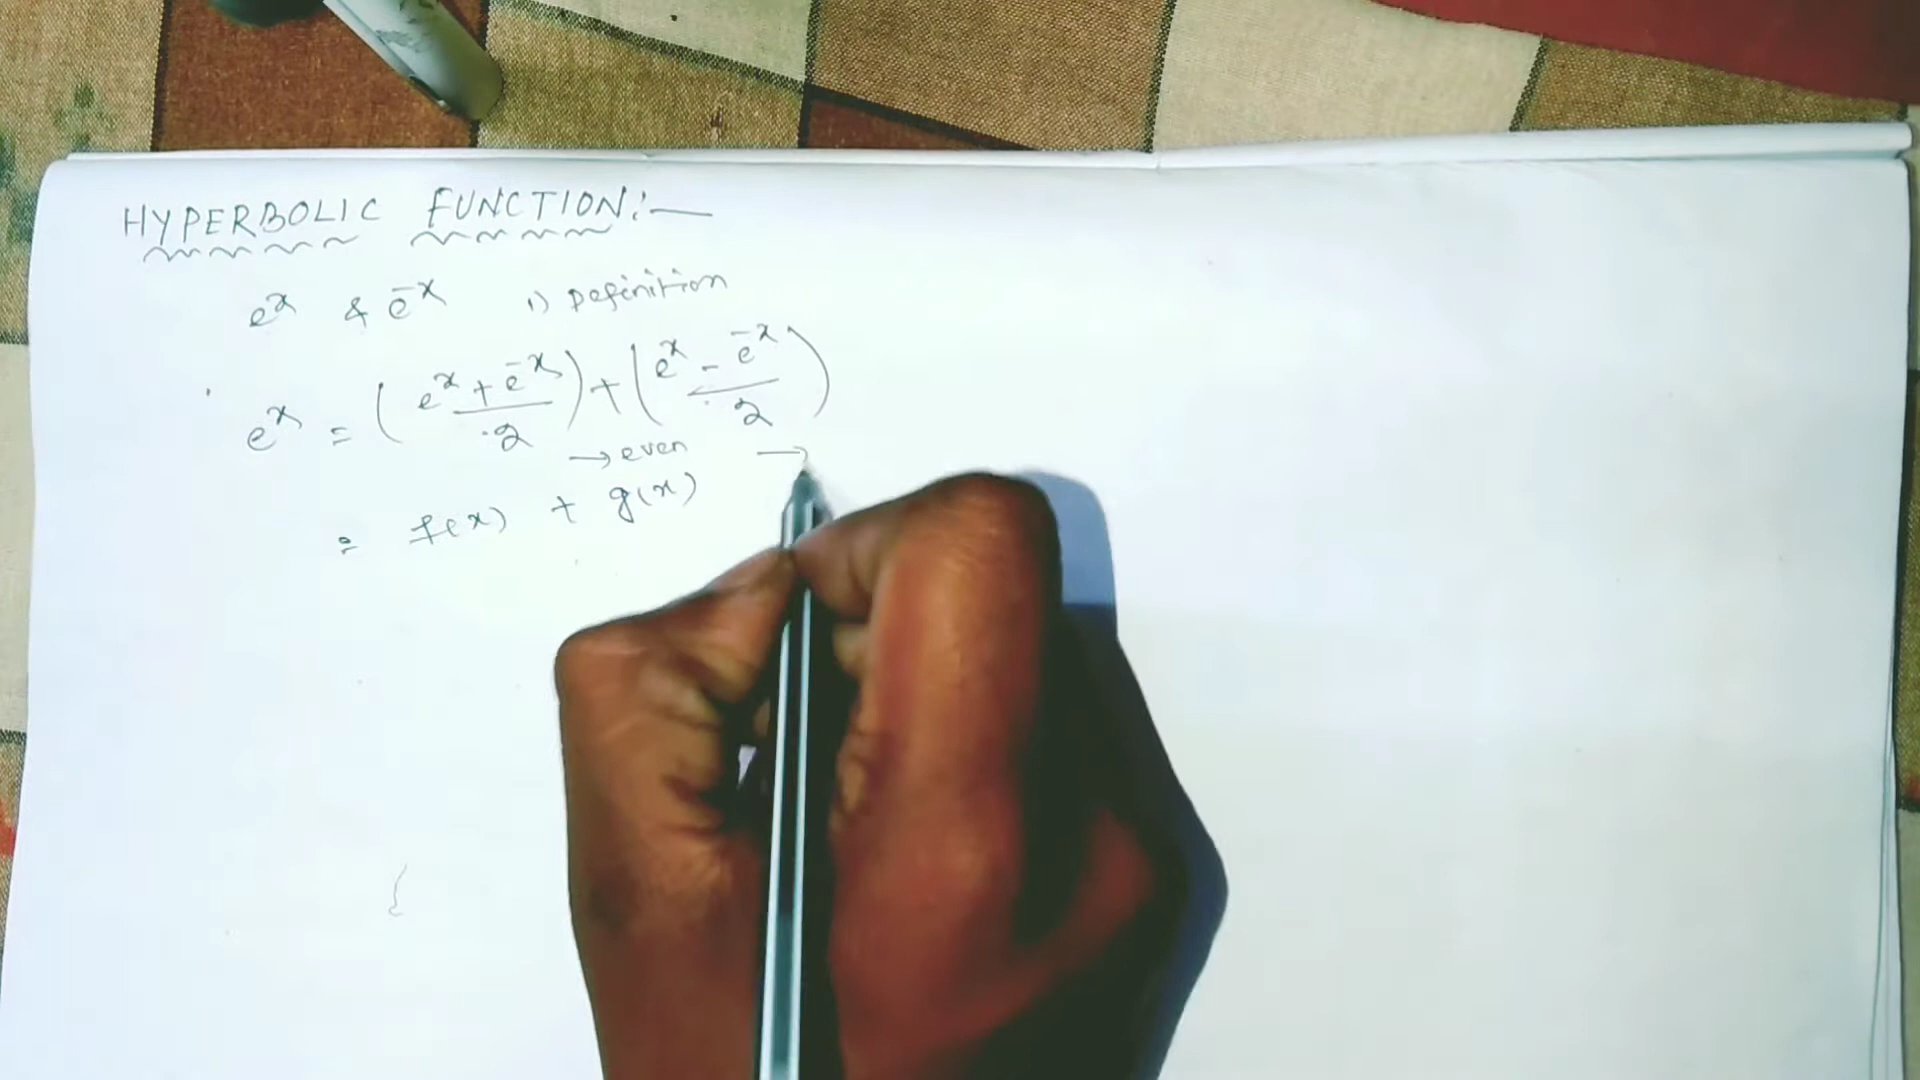 HYPERBOLIC FUNCTION:—
e^x & e^-x 1) Definition
e^x = ( (e^x + e^-x)/2 ) + ( (e^x - e^-x)/2 )
→ even →
= f(x) + g(x)